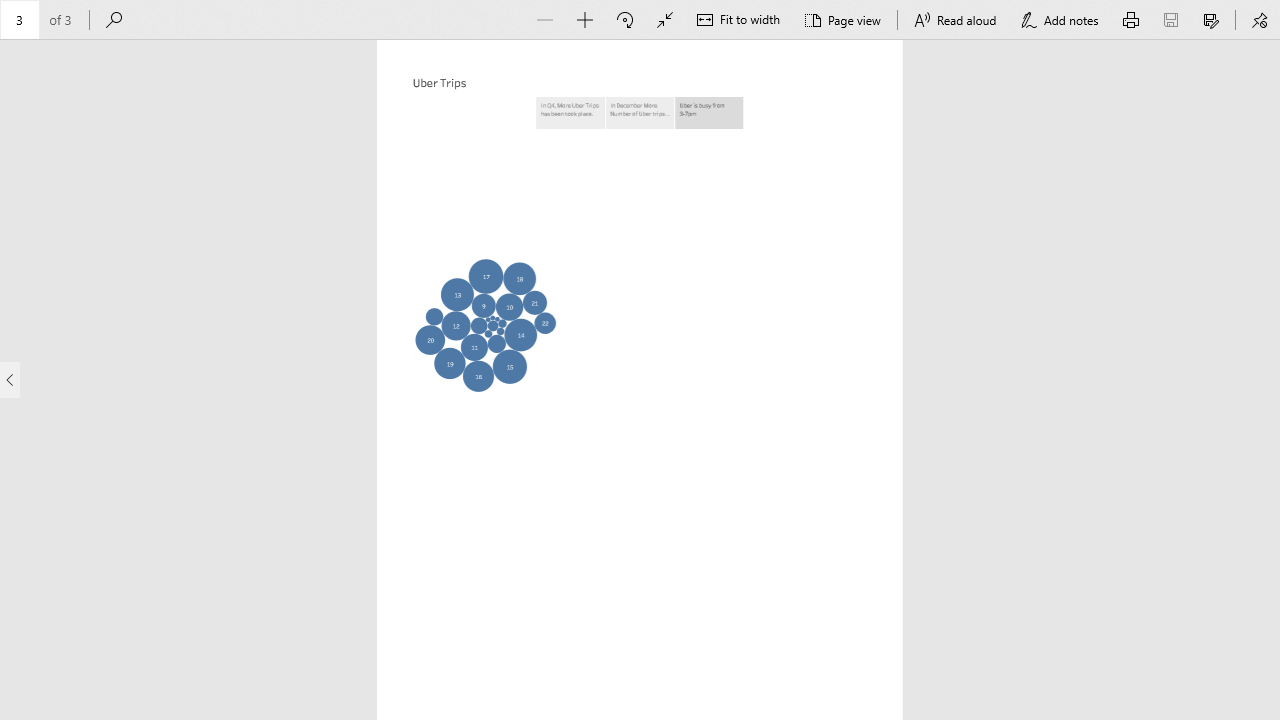 3 of 3 Fit to width Page view Read aloud Add notes
Uber Trips
In Q4, More Uber Trips
has been took place.
In December More
Number of Uber trips...
Uber is busy from
3-7pm
17
18
13
21
9
10
22
12
14
20
11
19
15
16